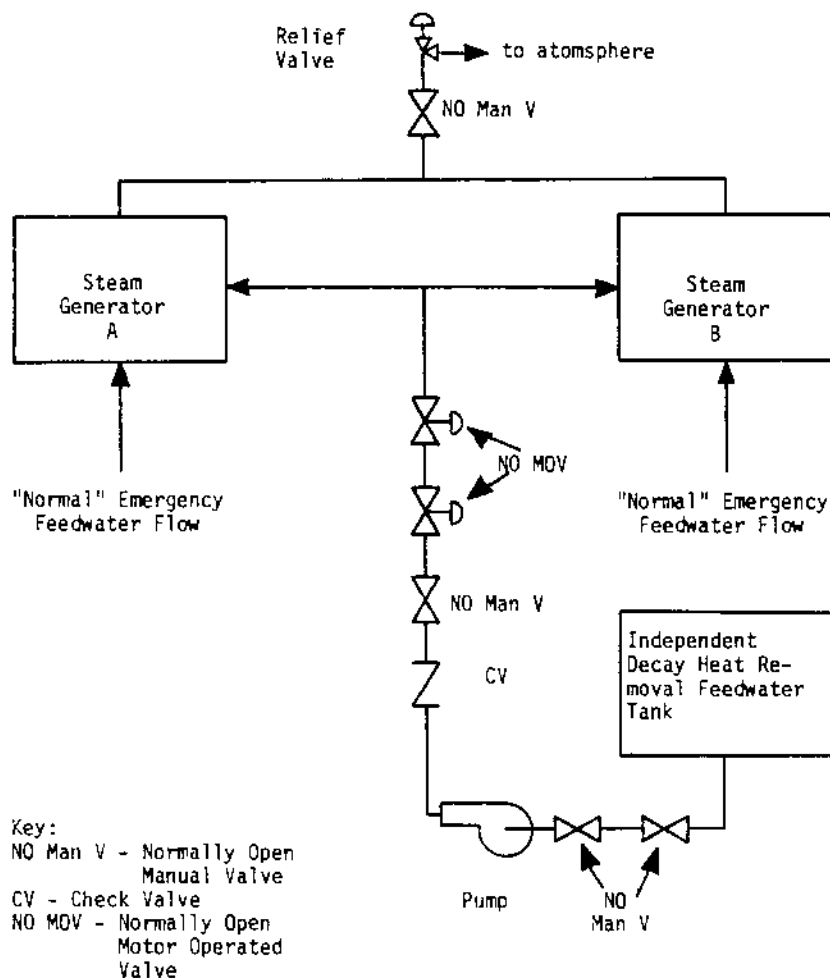 Relief
Valve
to atomsphere
NO Man V
Steam
Generator
A
Steam
Generator
B
NO MOV
"Normal" Emergency
Feedwater Flow
"Normal" Emergency
Feedwater Flow
NO Man V
CV
Independent
Decay Heat Re-
moval Feedwater
Tank
Pump
NO
Man V
Key:
NO Man V - Normally Open
Manual Valve
CV - Check Valve
NO MOV - Normally Open
Motor Operated
Valve